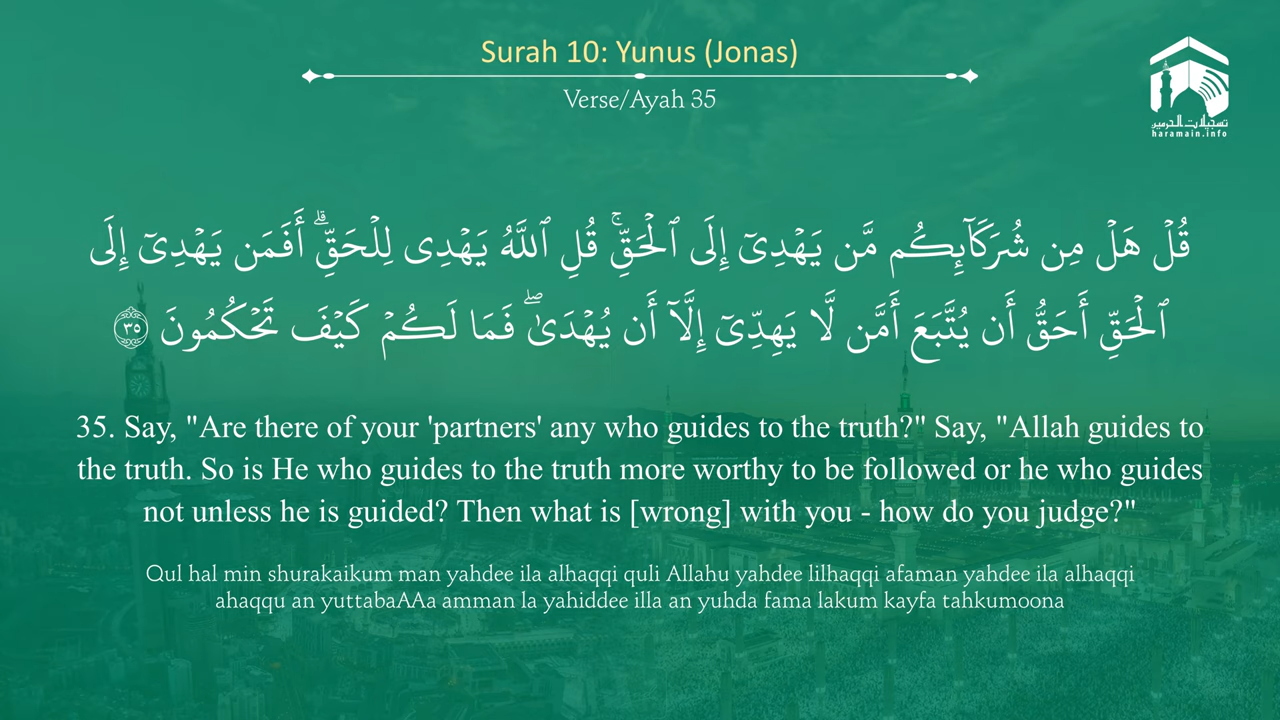 Surah 10: Yunus (Jonas)
Verse/Ayah 35
تسجيلات الحرمين
haramain.info
قُلْ هَلْ مِن شُرَكَآئِكُم مَّن يَهْدِىٓ إِلَى ٱلْحَقِّ ۚ قُلِ ٱللَّهُ يَهْدِى لِلْحَقِّ ۗ أَفَمَن يَهْدِىٓ إِلَى
ٱلْحَقِّ أَحَقُّ أَن يُتَّبَعَ أَمَّن لَّا يَهِدِّىٓ إِلَّآ أَن يُهْدَىٰ ۖ فَمَا لَكُمْ كَيْفَ تَحْكُمُونَ ٣٥
35. Say, "Are there of your 'partners' any who guides to the truth?" Say, "Allah guides to
the truth. So is He who guides to the truth more worthy to be followed or he who guides
not unless he is guided? Then what is [wrong] with you - how do you judge?"
Qul hal min shurakaikum man yahdee ila alhaqqi quli Allahu yahdee lilhaqqi afaman yahdee ila alhaqqi
ahaqqu an yuttabaAAa amman la yahiddee illa an yuhda fama lakum kayfa tahkumoona